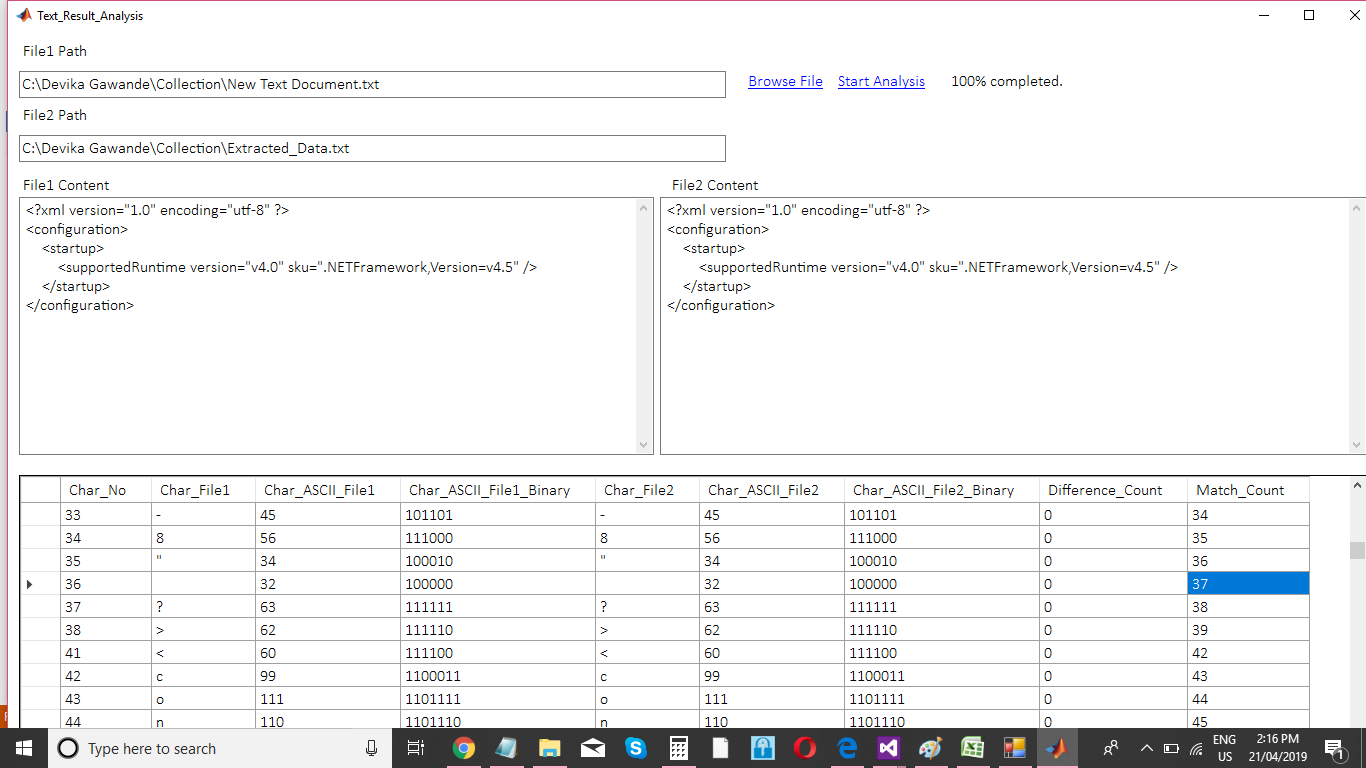 Text_Result_Analysis
File1 Path
C:\Devika Gawande\Collection\New Text Document.txt
Browse File Start Analysis 100% completed.
File2 Path
C:\Devika Gawande\Collection\Extracted_Data.txt
File1 Content
<?xml version="1.0" encoding="utf-8" ?>
<configuration>
<startup>
<supportedRuntime version="v4.0" sku=".NETFramework,Version=v4.5" />
</startup>
</configuration>
File2 Content
<?xml version="1.0" encoding="utf-8" ?>
<configuration>
<startup>
<supportedRuntime version="v4.0" sku=".NETFramework,Version=v4.5" />
</startup>
</configuration>
Char_No Char_File1 Char_ASCII_File1 Char_ASCII_File1_Binary Char_File2 Char_ASCII_File2 Char_ASCII_File2_Binary Difference_Count Match_Count
33 - 45 101101 - 45 101101 0 34
34 8 56 111000 8 56 111000 0 35
35 " 34 100010 " 34 100010 0 36
36 32 100000 32 100000 0 37
37 ? 63 111111 ? 63 111111 0 38
38 > 62 111110 > 62 111110 0 39
41 < 60 111100 < 60 111100 0 42
42 c 99 1100011 c 99 1100011 0 43
43 o 111 1101111 o 111 1101111 0 44
44 n 110 1101110 n 110 1101110 0 45
Type here to search
ENG
US
2:16 PM
21/04/2019
1